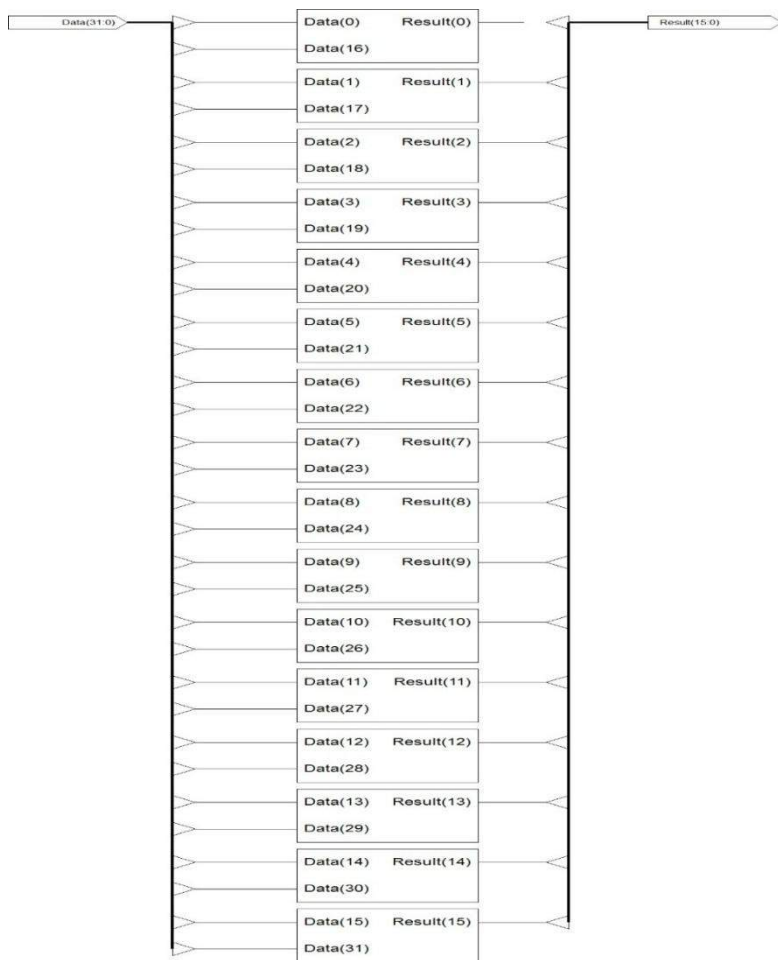 Data(31:0) Data(0) Result(0) Result(15:0)
Data(16)
Data(1) Result(1)
Data(17)
Data(2) Result(2)
Data(18)
Data(3) Result(3)
Data(19)
Data(4) Result(4)
Data(20)
Data(5) Result(5)
Data(21)
Data(6) Result(6)
Data(22)
Data(7) Result(7)
Data(23)
Data(8) Result(8)
Data(24)
Data(9) Result(9)
Data(25)
Data(10) Result(10)
Data(26)
Data(11) Result(11)
Data(27)
Data(12) Result(12)
Data(28)
Data(13) Result(13)
Data(29)
Data(14) Result(14)
Data(30)
Data(15) Result(15)
Data(31)